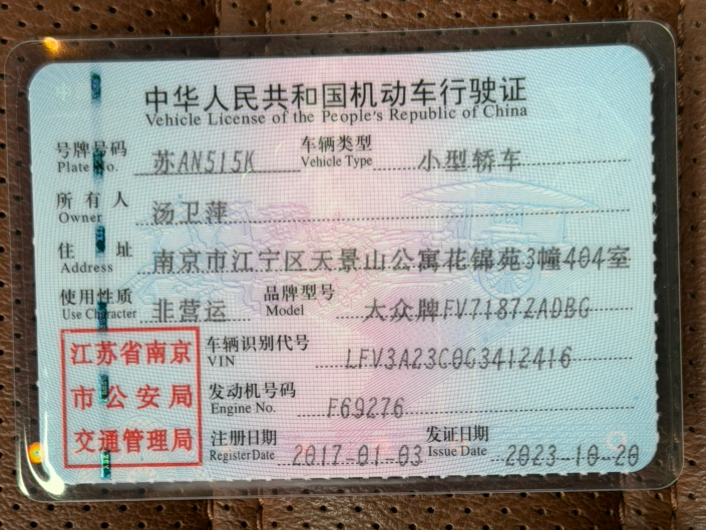 中华人民共和国机动车行驶证
Vehicle License of the People's Republic of China
号牌号码 苏AN515K 车辆类型 小型轿车
Plate No. Vehicle Type
所有人 汤卫萍
Owner
住址 南京市江宁区天景山公寓花锦苑3幢404室
Address
使用性质 非营运 品牌型号 大众牌FV7187ZADBG
Use Character Model
江苏省南京
市公安局
交通管理局
车辆识别代号 LFV3A23C0G3412416
VIN
发动机号码 F69276
Engine No.
注册日期 2017-01-03 发证日期 2023-10-20
Register Date Issue Date